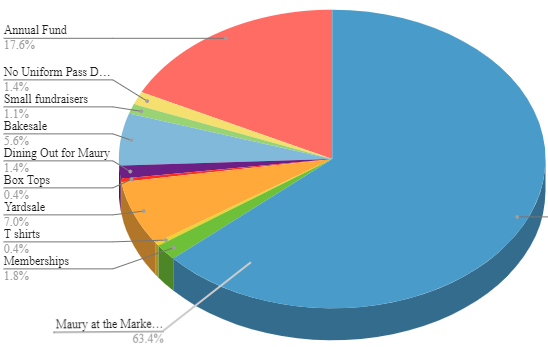 Annual Fund
17.6%
No Uniform Pass D...
1.4%
Small fundraisers
1.1%
Bakesale
5.6%
Dining Out for Maury
1.4%
Box Tops
0.4%
Yardsale
7.0%
T shirts
0.4%
Memberships
1.8%
Maury at the Marke...
63.4%